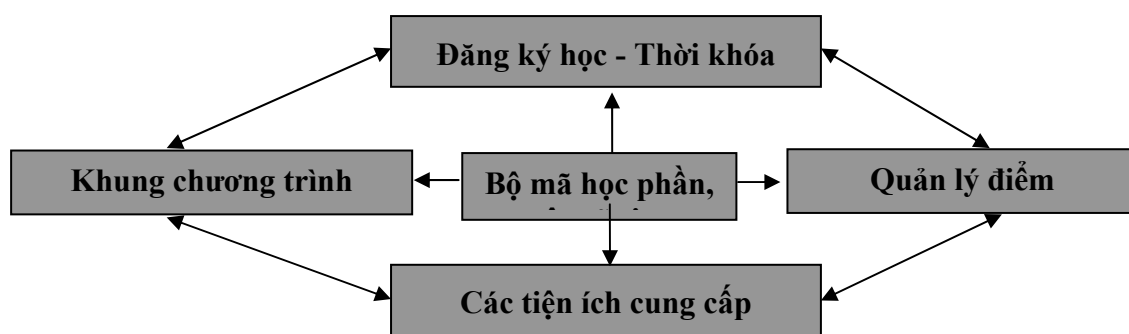 Đăng ký học - Thời khóa
Khung chương trình
Bộ mã học phần,
Quản lý điểm
Các tiện ích cung cấp